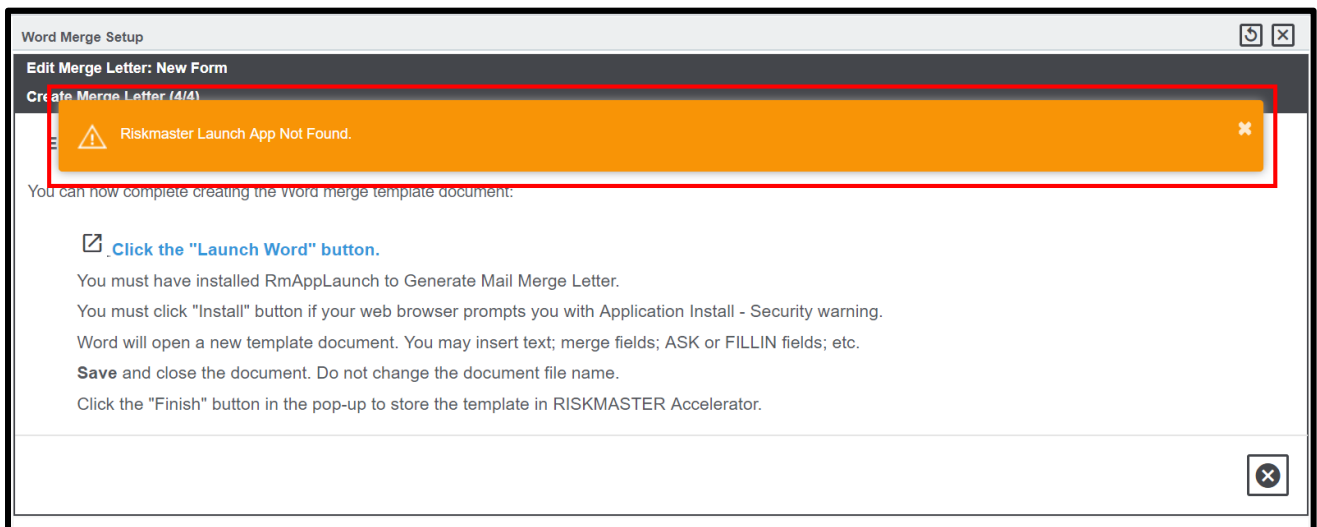 Word Merge Setup
Edit Merge Letter: New Form
Create Merge Letter (4/4)
Riskmaster Launch App Not Found.
E
You can now complete creating the Word merge template document:
Click the "Launch Word" button.
You must have installed RmAppLaunch to Generate Mail Merge Letter.
You must click "Install" button if your web browser prompts you with Application Install - Security warning.
Word will open a new template document. You may insert text; merge fields; ASK or FILLIN fields; etc.
Save and close the document. Do not change the document file name.
Click the "Finish" button in the pop-up to store the template in RISKMASTER Accelerator.